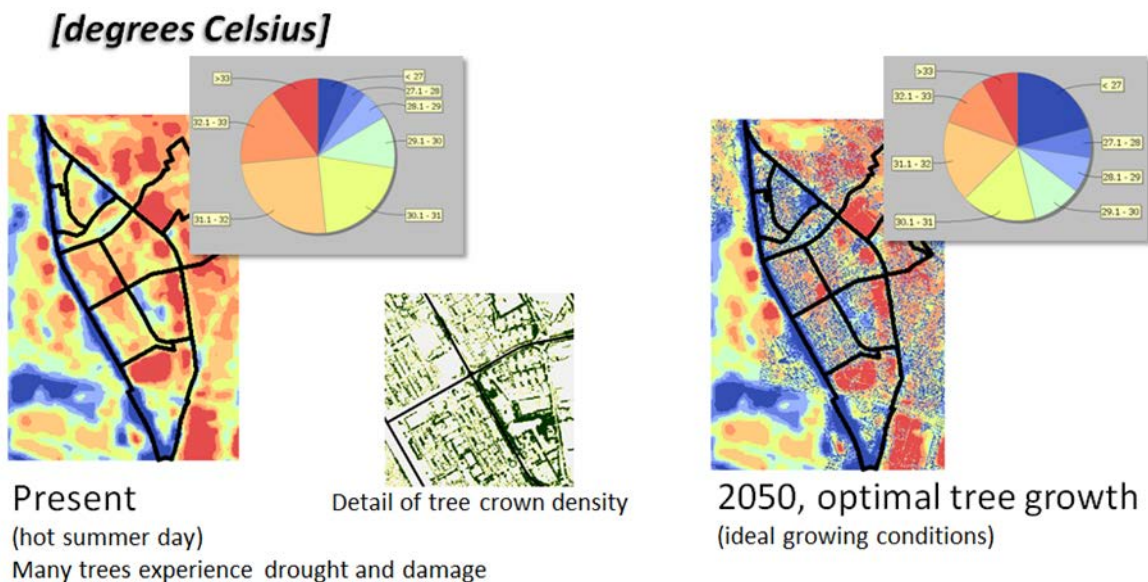 [degrees Celsius]
>33
< 27
27.1 - 28
28.1 - 29
32.1 - 33
29.1 - 30
31.1 - 32
30.1 - 31
>33
< 27
32.1 - 33
27.1 - 28
31.1 - 32
28.1 - 29
30.1 - 31
29.1 - 30
Present
(hot summer day)
Many trees experience drought and damage
Detail of tree crown density
2050, optimal tree growth
(ideal growing conditions)